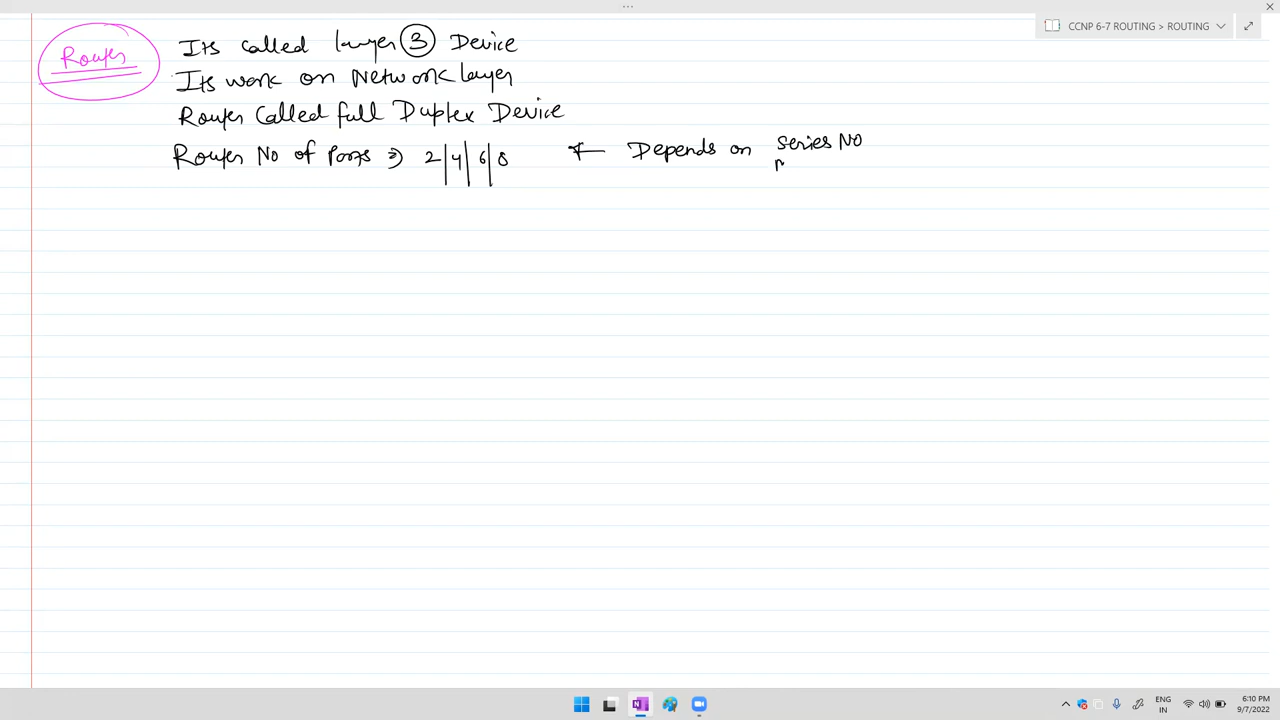 CCNP 6-7 ROUTING > ROUTING
Router
Its called layer 3 Device
Its work on Network layer
Router Called full Duplex Device
Router No of Ports ⇒ 2 | 4 | 6 | 8 ← Depends on series No
ENG
IN
6:10 PM
9/7/2022